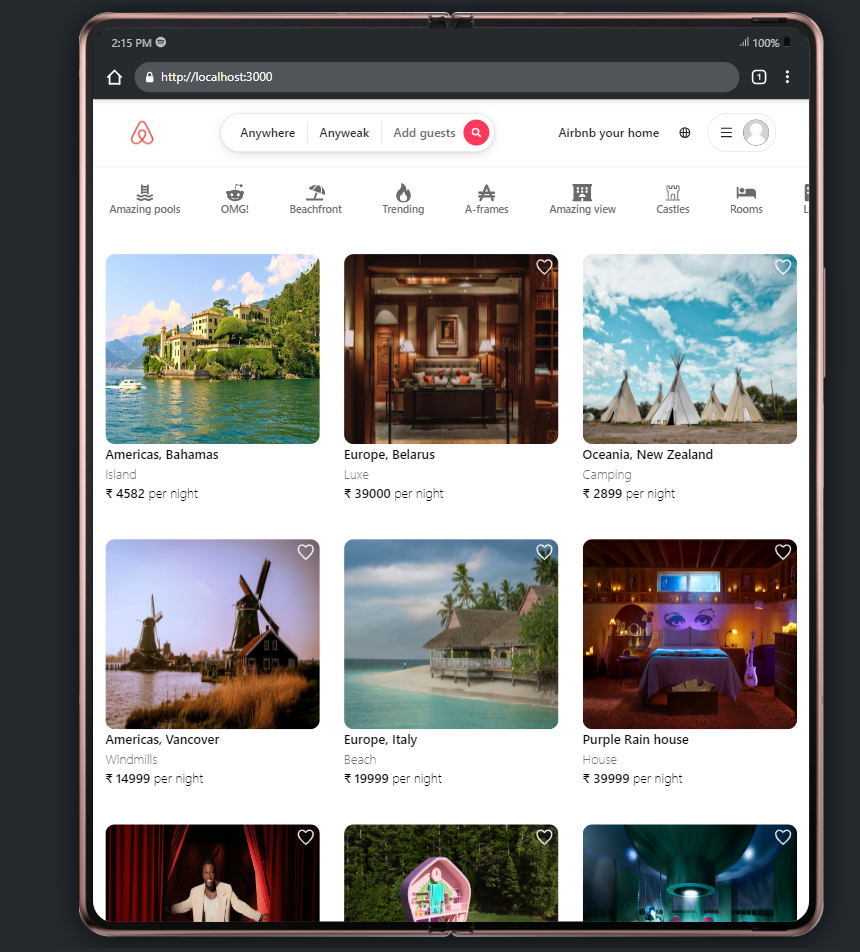 2:15 PM
100%
http://localhost:3000
1
Anywhere Anyweak Add guests Airbnb your home
Amazing pools OMG! Beachfront Trending A-frames Amazing view Castles Rooms
Americas, Bahamas
Island
₹ 4582 per night
Europe, Belarus
Luxe
₹ 39000 per night
Oceania, New Zealand
Camping
₹ 2899 per night
Americas, Vancover
Windmills
₹ 14999 per night
Europe, Italy
Beach
₹ 19999 per night
Purple Rain house
House
₹ 39999 per night